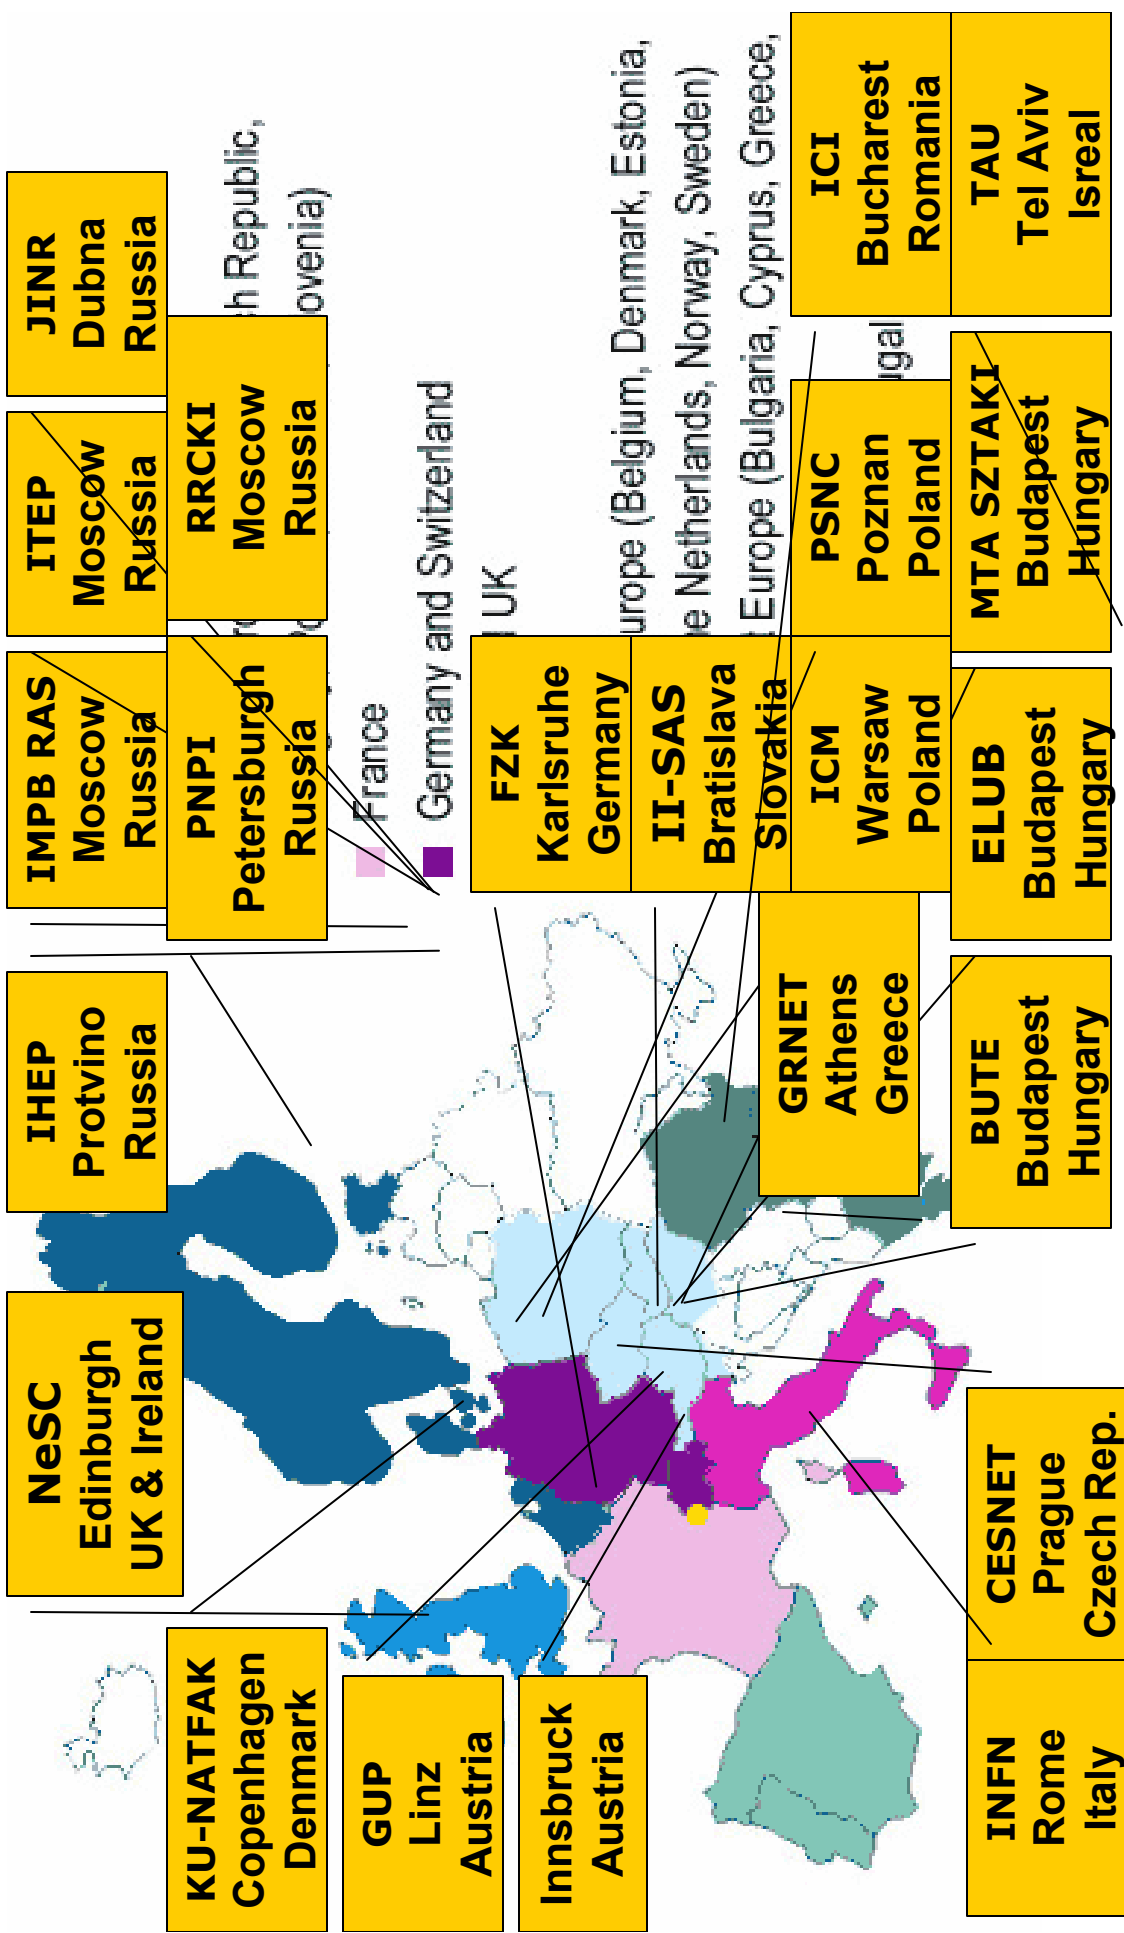 NeSC
Edinburgh
UK & Ireland
IHEP
Protvino
Russia
IMPB RAS
Moscow
Russia
ITEP
Moscow
Russia
JINR
Dubna
Russia
KU-NATFAK
Copenhagen
Denmark
PNPI
Petersburgh
Russia
RRCKI
Moscow
Russia
Republic,
France
Germany and Switzerland
UK
GUP
Linz
Austria
Innsbruck
Austria
FZK
Karlsruhe
Germany
(Belgium, Denmark, Estonia,
Netherlands, Norway, Sweden)
Europe (Bulgaria, Cyprus, Greece,
II-SAS
Bratislava
Slovakia
ICM
Warsaw
Poland
PSNC
Poznan
Poland
ICI
Bucharest
Romania
GRNET
Athens
Greece
INFN
Rome
Italy
CESNET
Prague
Czech Rep.
BUTE
Budapest
Hungary
ELUB
Budapest
Hungary
MTA SZTAKI
Budapest
Hungary
TAU
Tel Aviv
Isreal